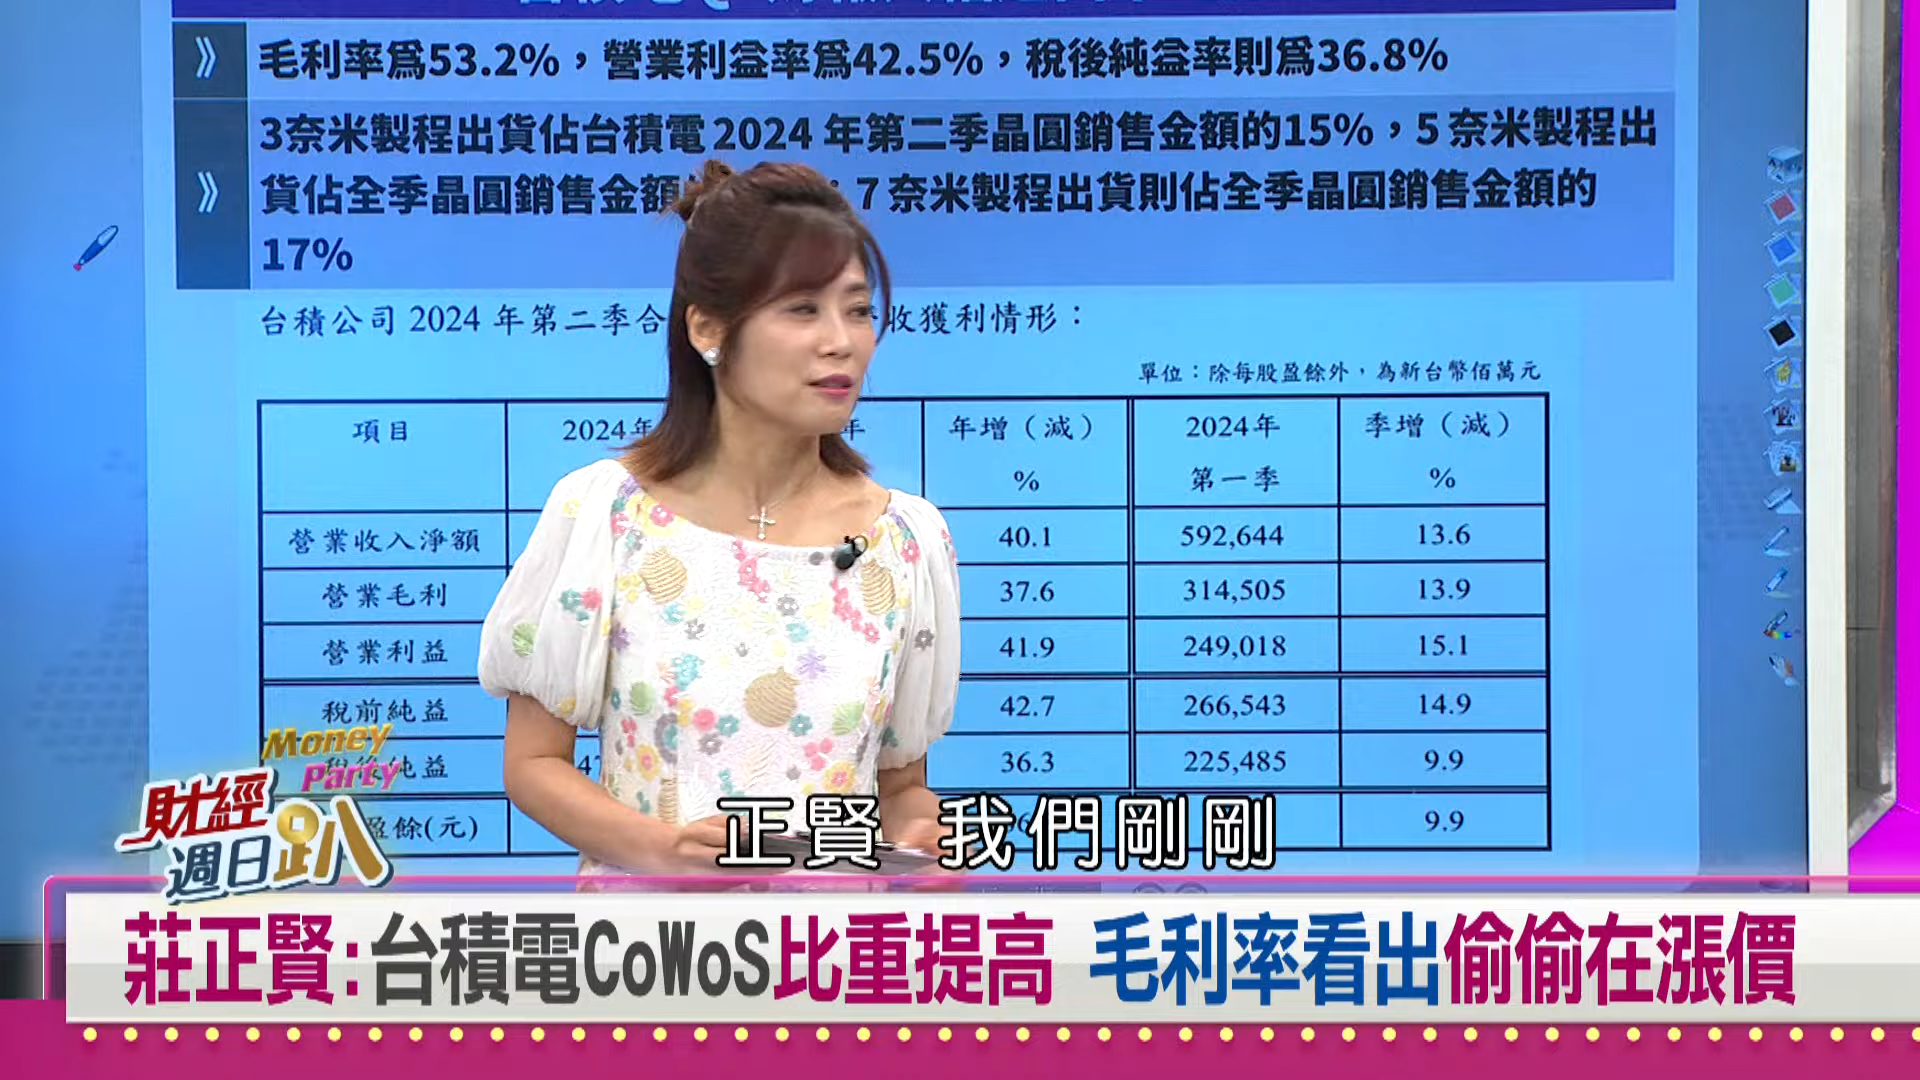 毛利率為53.2%，營業利益率為42.5%，稅後純益率則為36.8%
3奈米製程出貨佔台積電 2024 年第二季晶圓銷售金額的15%，5 奈米製程出
貨佔全季晶圓銷售金額
；7 奈米製程出貨則佔全季晶圓銷售金額的
17%
台積公司 2024 年第二季合
收獲利情形：
單位：除每股盈餘外，為新台幣佰萬元
項目
2024年
年
年增（減）
%
2024年
第一季
季增（減）
%
營業收入淨額 40.1 592,644 13.6
營業毛利 37.6 314,505 13.9
營業利益 41.9 249,018 15.1
稅前純益 42.7 266,543 14.9
純益 36.3 225,485 9.9
盈餘(元) 9.9
Money
Party
財經
週日趴
正賢 我們剛剛
莊正賢:台積電CoWoS比重提高 毛利率看出偷偷在漲價